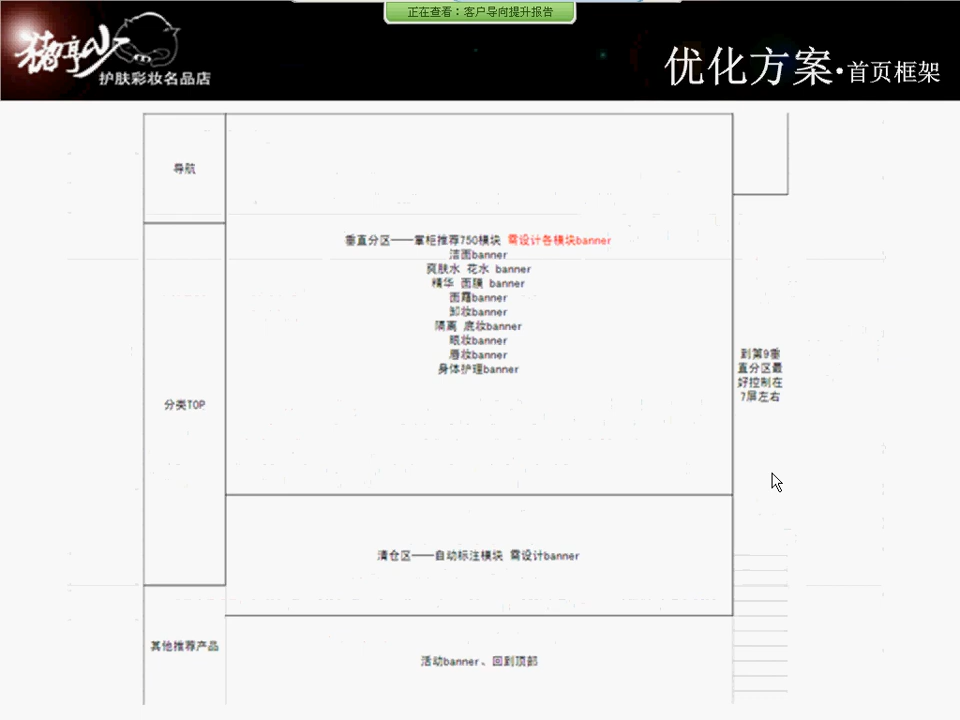 正在查看：客户导向提升报告
猪哼少
护肤彩妆名品店
优化方案·首页框架
导航
垂直分区——掌柜推荐750模块 需设计各模块banner
洁面banner
爽肤水 花水 banner
精华 面膜 banner
面霜banner
卸妆banner
隔离 底妆banner
眼妆banner
唇妆banner
身体护理banner
到第9垂
直分区最
好控制在
7屏左右
分类TOP
清仓区——自动标注模块 需设计banner
其他推荐产品
活动banner、回到顶部